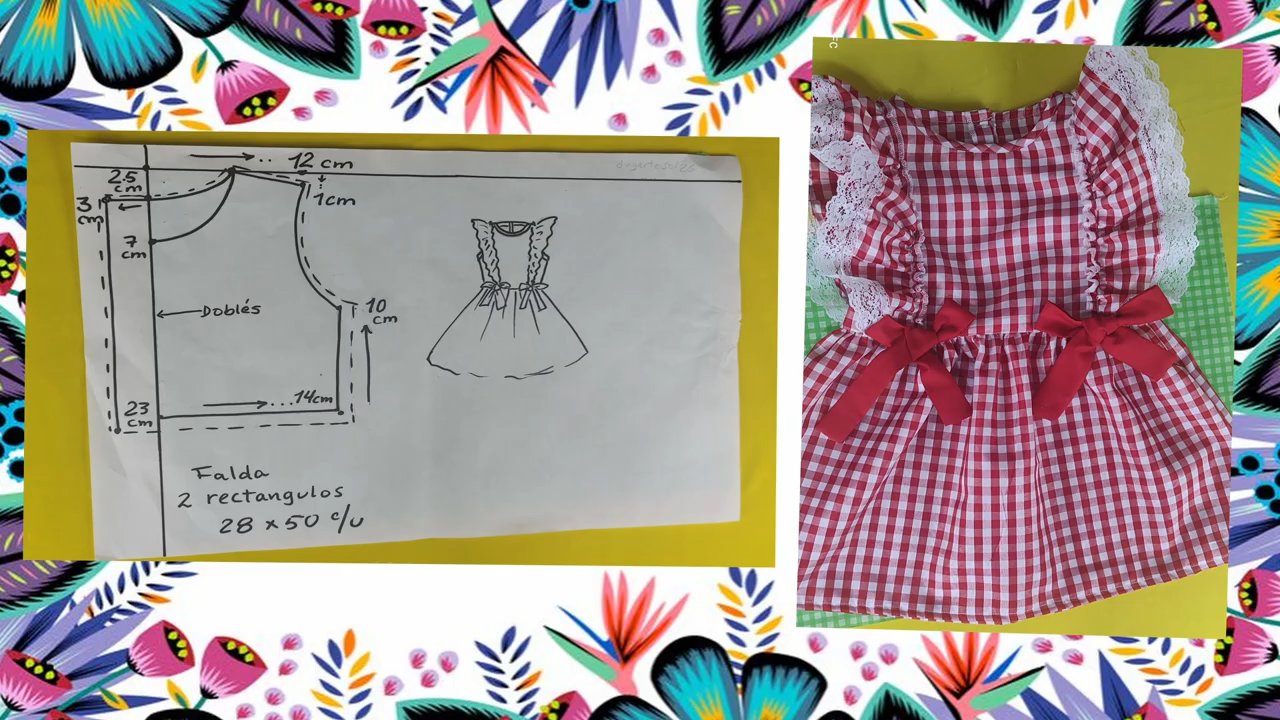 12 cm
2.5 cm
1cm
3 cm
7 cm
Doblés
10 cm
14cm
23 cm
Falda
2 rectangulos
28 x 50 c/u